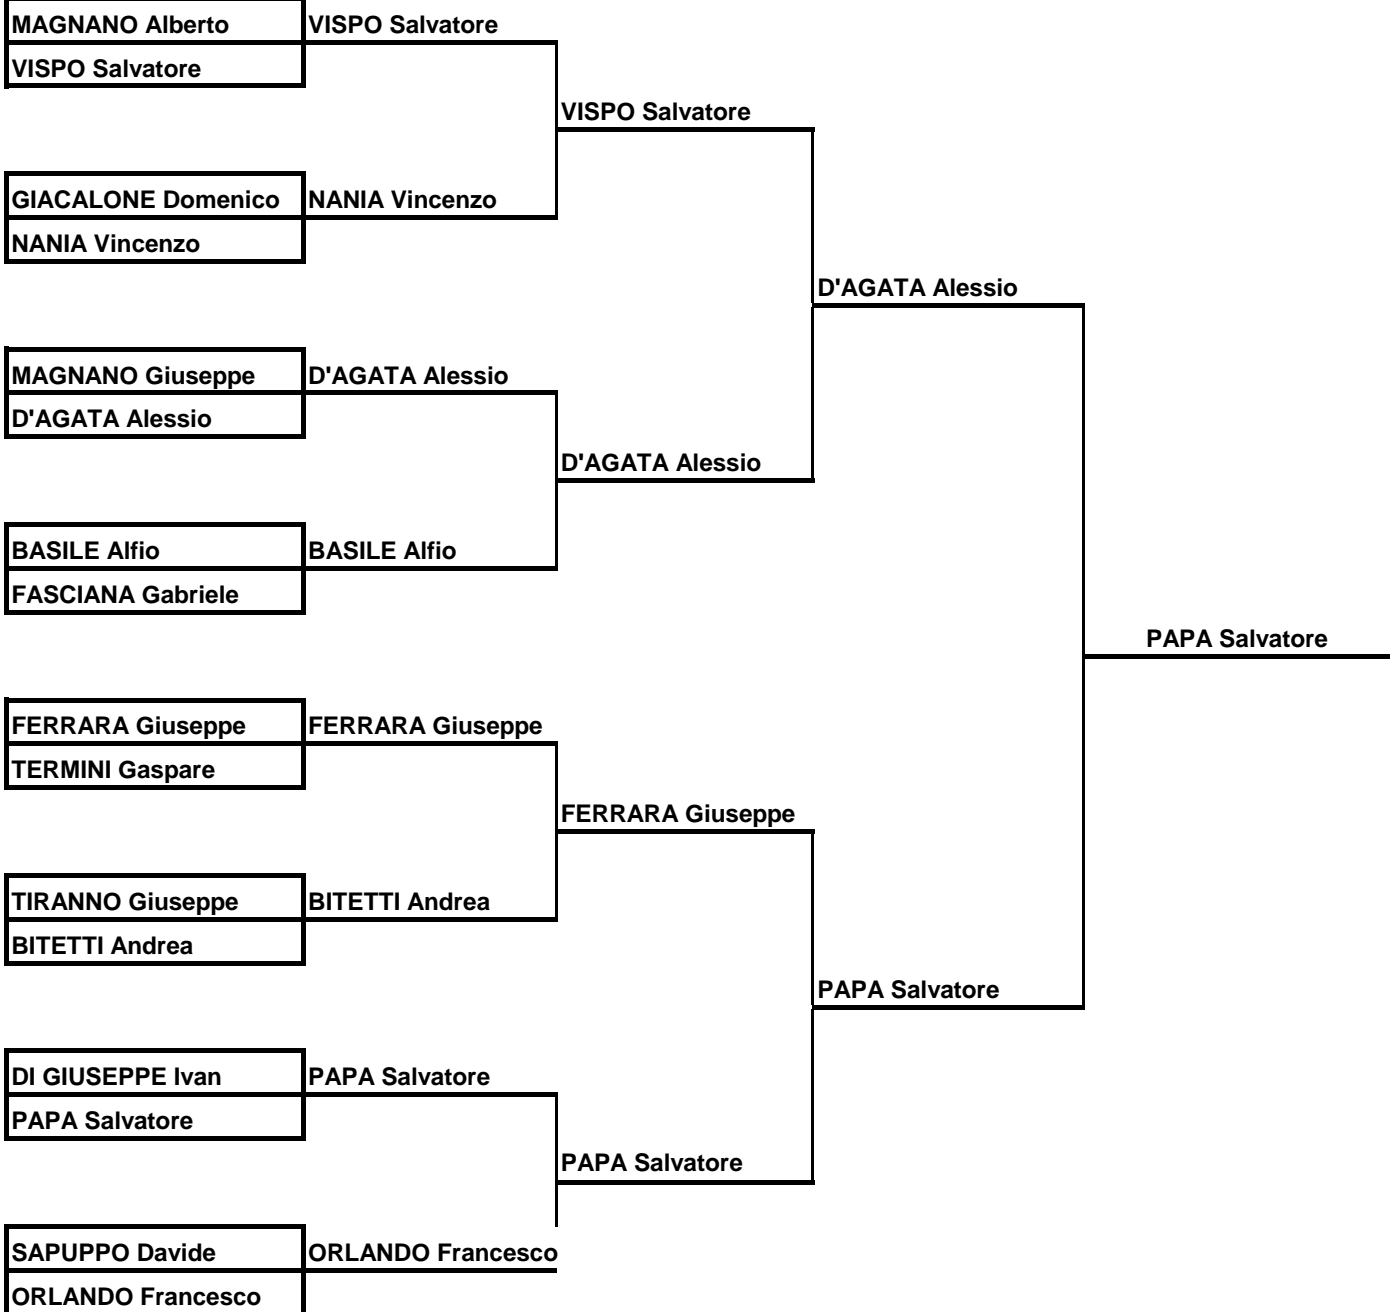 MAGNANO Alberto VISPO Salvatore
VISPO Salvatore
VISPO Salvatore
GIACALONE Domenico NANIA Vincenzo
NANIA Vincenzo
D'AGATA Alessio
MAGNANO Giuseppe D'AGATA Alessio
D'AGATA Alessio
D'AGATA Alessio
BASILE Alfio BASILE Alfio
FASCIANA Gabriele
PAPA Salvatore
FERRARA Giuseppe FERRARA Giuseppe
TERMINI Gaspare
FERRARA Giuseppe
TIRANNO Giuseppe BITETTI Andrea
BITETTI Andrea
PAPA Salvatore
DI GIUSEPPE Ivan PAPA Salvatore
PAPA Salvatore
PAPA Salvatore
SAPUPPO Davide ORLANDO Francesco
ORLANDO Francesco